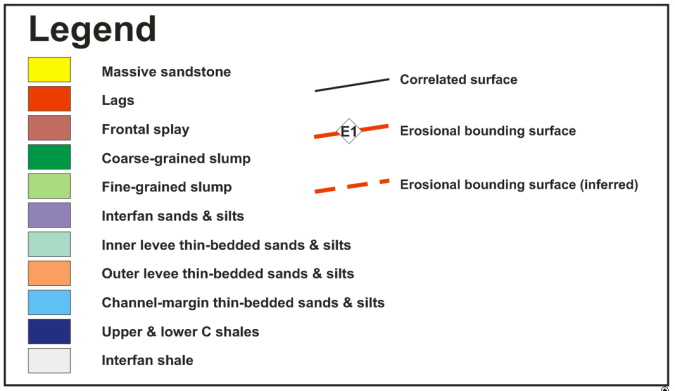 Legend
Massive sandstone
Lags
Frontal splay
Coarse-grained slump
Fine-grained slump
Interfan sands & silts
Inner levee thin-bedded sands & silts
Outer levee thin-bedded sands & silts
Channel-margin thin-bedded sands & silts
Upper & lower C shales
Interfan shale
Correlated surface
E1 Erosional bounding surface
Erosional bounding surface (inferred)